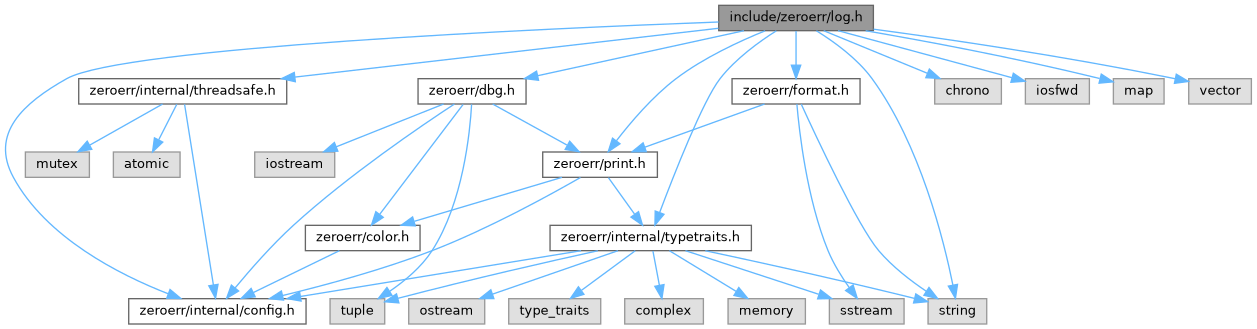 include/zeroerr/log.h
zeroerr/internal/threadsafe.h
zeroerr/dbg.h
zeroerr/format.h
chrono
iosfwd
map
vector
mutex
atomic
iostream
zeroerr/print.h
zeroerr/color.h
zeroerr/internal/typetraits.h
zeroerr/internal/config.h
tuple
ostream
type_traits
complex
memory
sstream
string